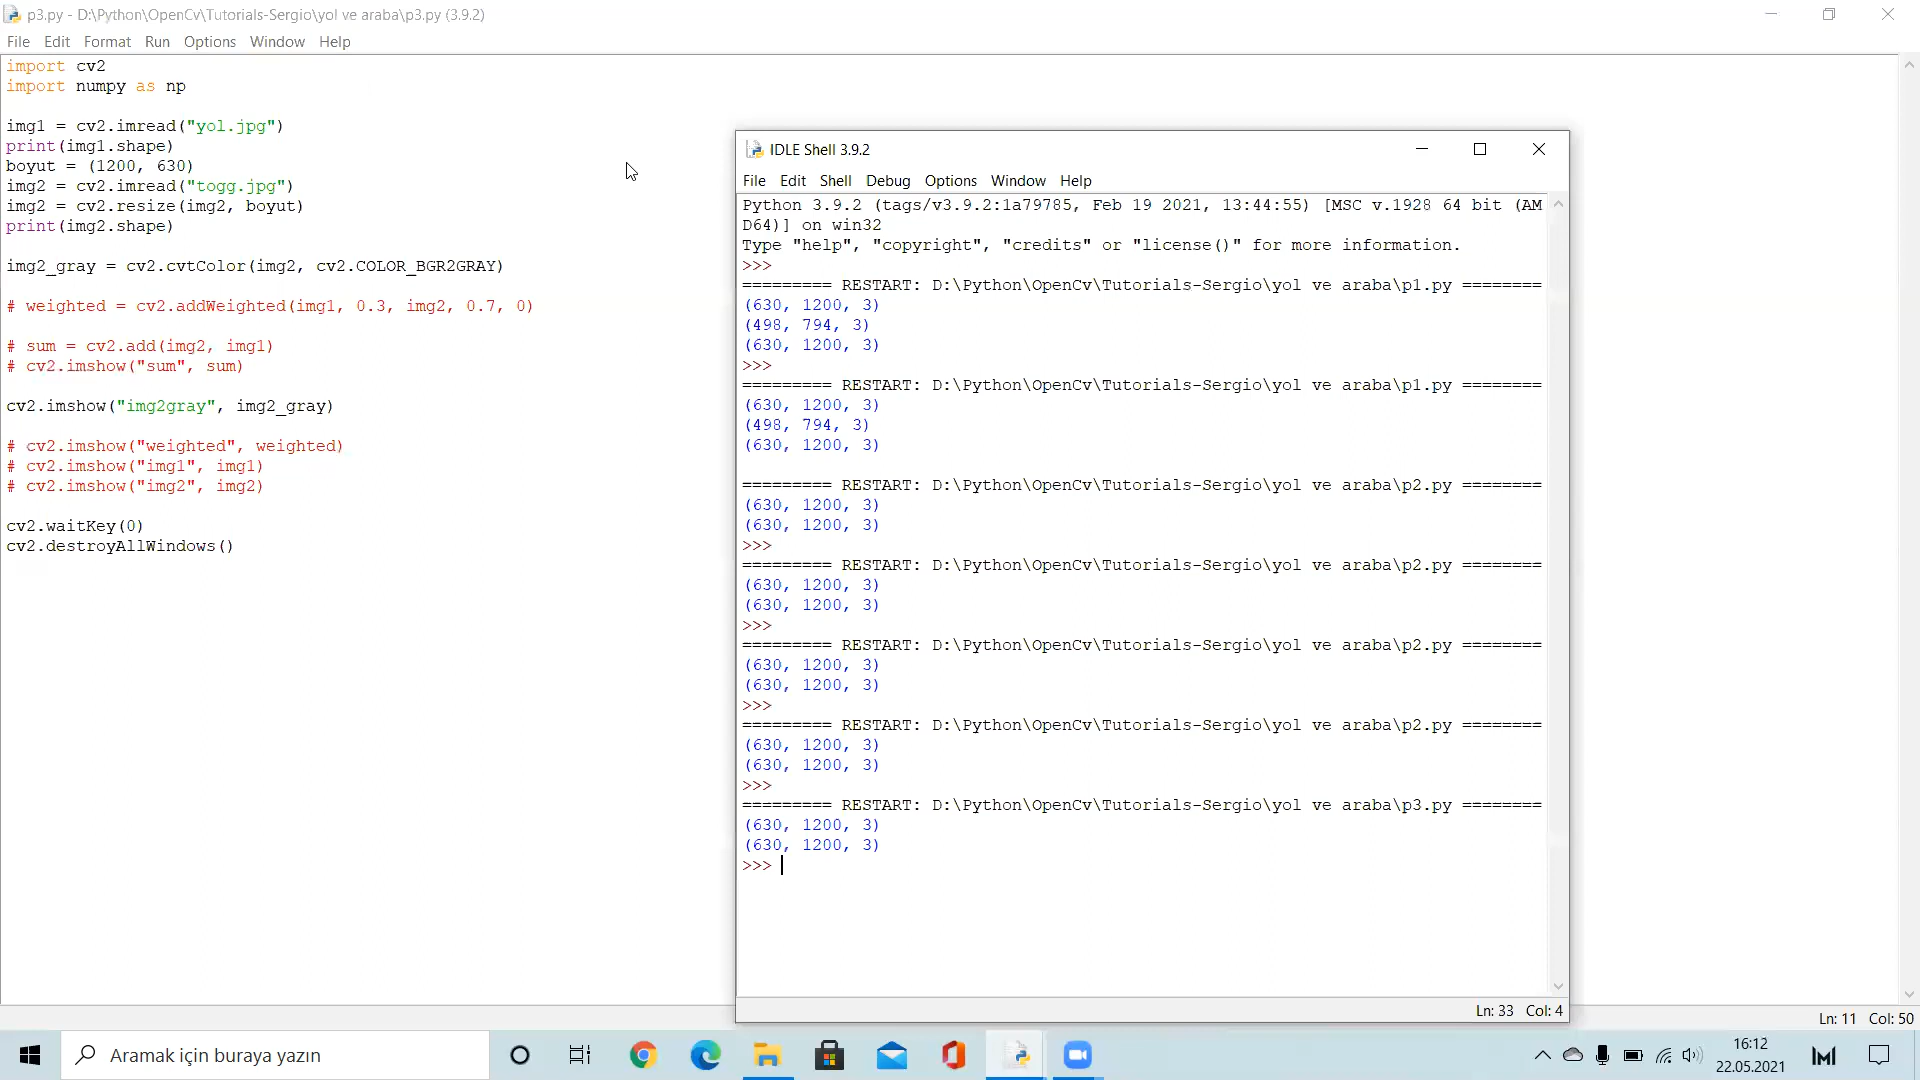 p3.py - D:\Python\OpenCv\Tutorials-Sergio\yol ve araba\p3.py (3.9.2)
File Edit Format Run Options Window Help
import cv2
import numpy as np
img1 = cv2.imread("yol.jpg")
print(img1.shape)
boyut = (1200, 630)
img2 = cv2.imread("togg.jpg")
img2 = cv2.resize(img2, boyut)
print(img2.shape)
img2_gray = cv2.cvtColor(img2, cv2.COLOR_BGR2GRAY)
# weighted = cv2.addWeighted(img1, 0.3, img2, 0.7, 0)
# sum = cv2.add(img2, img1)
# cv2.imshow("sum", sum)
cv2.imshow("img2gray", img2_gray)
# cv2.imshow("weighted", weighted)
# cv2.imshow("img1", img1)
# cv2.imshow("img2", img2)
cv2.waitKey(0)
cv2.destroyAllWindows()
IDLE Shell 3.9.2
File Edit Shell Debug Options Window Help
Python 3.9.2 (tags/v3.9.2:1a79785, Feb 19 2021, 13:44:55) [MSC v.1928 64 bit (AM
D64)] on win32
Type "help", "copyright", "credits" or "license()" for more information.
>>>
========= RESTART: D:\Python\OpenCv\Tutorials-Sergio\yol ve araba\p1.py ========
(630, 1200, 3)
(498, 794, 3)
(630, 1200, 3)
>>>
========= RESTART: D:\Python\OpenCv\Tutorials-Sergio\yol ve araba\p1.py ========
(630, 1200, 3)
(498, 794, 3)
(630, 1200, 3)
========= RESTART: D:\Python\OpenCv\Tutorials-Sergio\yol ve araba\p2.py ========
(630, 1200, 3)
(630, 1200, 3)
>>>
========= RESTART: D:\Python\OpenCv\Tutorials-Sergio\yol ve araba\p2.py ========
(630, 1200, 3)
(630, 1200, 3)
>>>
========= RESTART: D:\Python\OpenCv\Tutorials-Sergio\yol ve araba\p2.py ========
(630, 1200, 3)
(630, 1200, 3)
>>>
========= RESTART: D:\Python\OpenCv\Tutorials-Sergio\yol ve araba\p2.py ========
(630, 1200, 3)
(630, 1200, 3)
>>>
========= RESTART: D:\Python\OpenCv\Tutorials-Sergio\yol ve araba\p3.py ========
(630, 1200, 3)
(630, 1200, 3)
>>>
Ln: 33 Col: 4
Ln: 11 Col: 50
Aramak için buraya yazın
16:12
22.05.2021